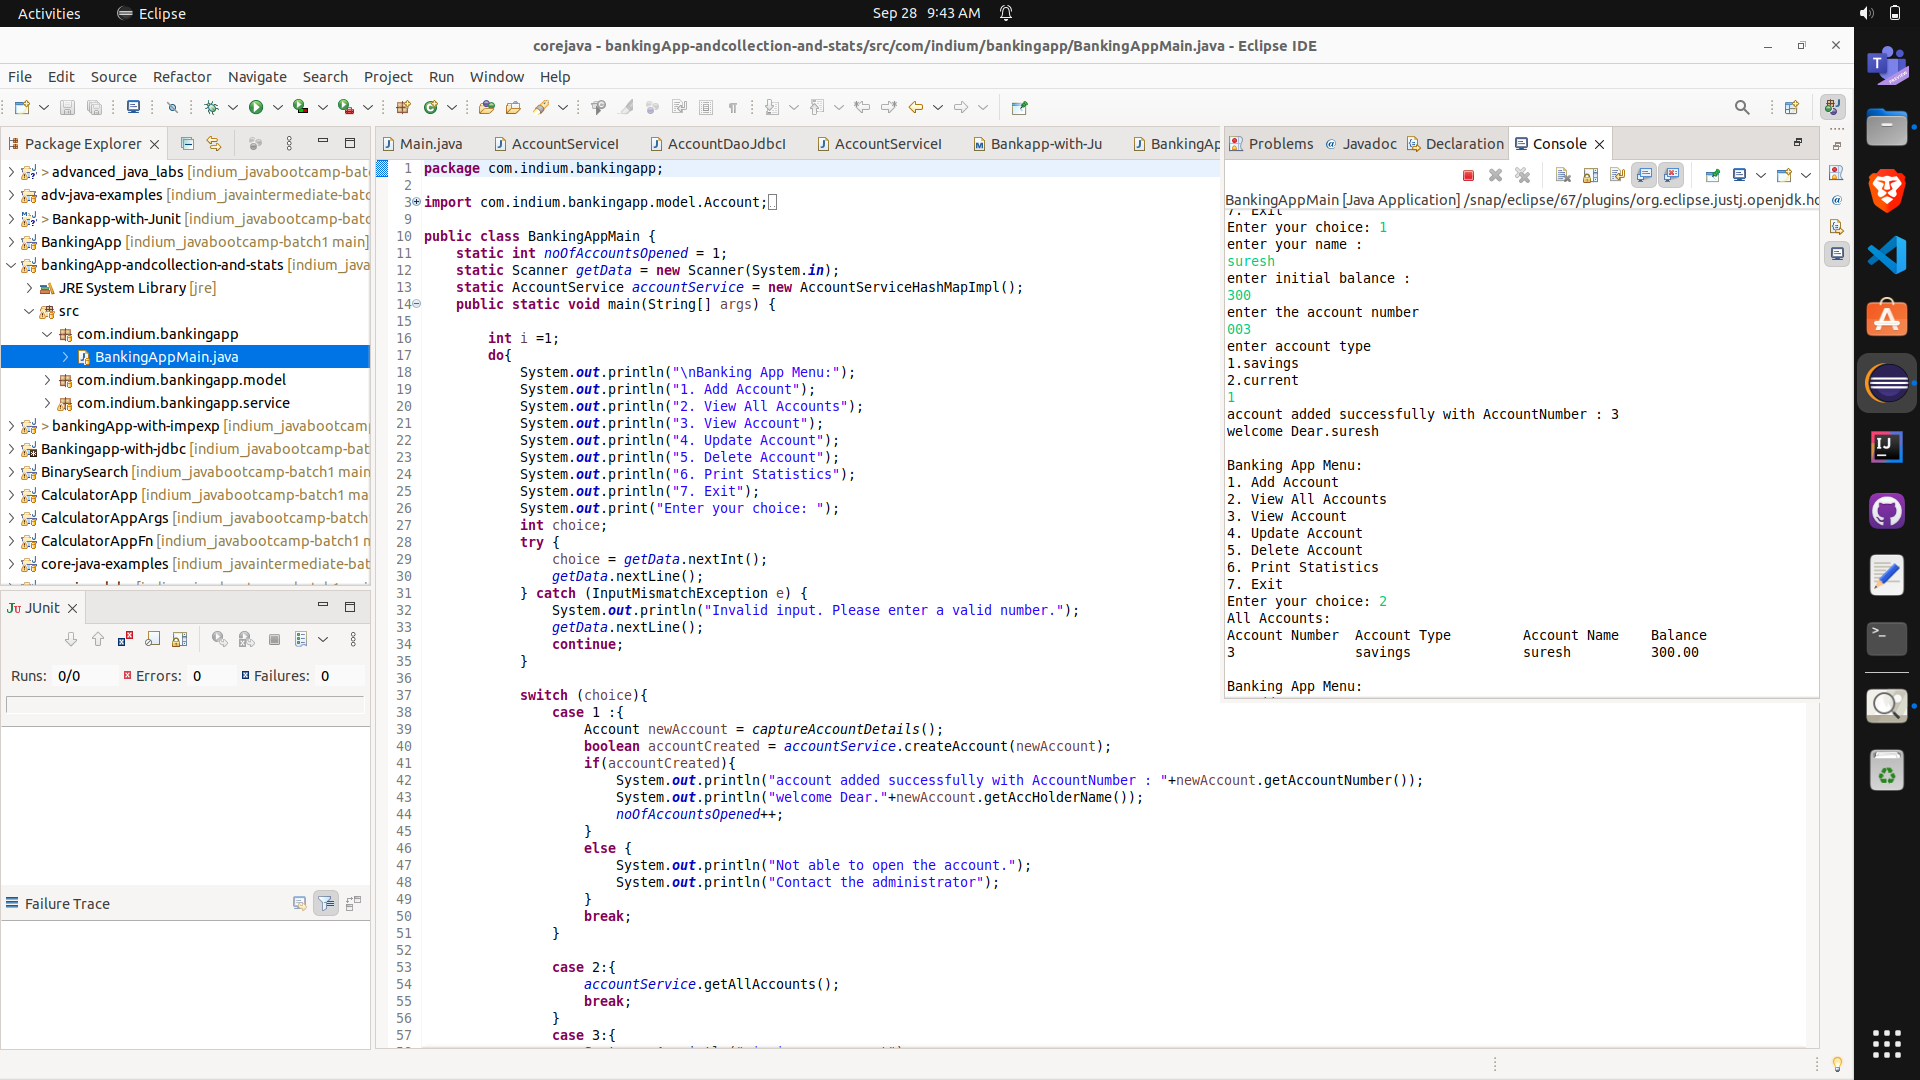 Activities
Eclipse
Sep 28 9:43 AM
corejava - bankingApp-andcollection-and-stats/src/com/indium/bankingapp/BankingAppMain.java - Eclipse IDE
File Edit Source Refactor Navigate Search Project Run Window Help
Package Explorer
> advanced_java_labs [indium_javabootcamp-batc
adv-java-examples [indium_javaintermediate-batc
> Bankapp-with-Junit [indium_javabootcamp-batc
BankingApp [indium_javabootcamp-batch1 main]
bankingApp-andcollection-and-stats [indium_java
JRE System Library [jre]
src
com.indium.bankingapp
BankingAppMain.java
com.indium.bankingapp.model
com.indium.bankingapp.service
> bankingApp-with-impexp [indium_javabootcamp
Bankingapp-with-jdbc [indium_javabootcamp-bat
BinarySearch [indium_javabootcamp-batch1 main
CalculatorApp [indium_javabootcamp-batch1 ma
CalculatorAppArgs [indium_javabootcamp-batch
CalculatorAppFn [indium_javabootcamp-batch1 m
core-java-examples [indium_javaintermediate-bat
JUnit
Runs: 0/0 Errors: 0 Failures: 0
Failure Trace
Main.java AccountServiceI AccountDaoJdbcI AccountServiceI Bankapp-with-Ju BankingAp
1 package com.indium.bankingapp;
2
3 import com.indium.bankingapp.model.Account;
9
10 public class BankingAppMain {
11 static int noOfAccountsOpened = 1;
12 static Scanner getData = new Scanner(System.in);
13 static AccountService accountService = new AccountServiceHashMapImpl();
14 public static void main(String[] args) {
15
16 int i =1;
17 do{
18 System.out.println("\nBanking App Menu:");
19 System.out.println("1. Add Account");
20 System.out.println("2. View All Accounts");
21 System.out.println("3. View Account");
22 System.out.println("4. Update Account");
23 System.out.println("5. Delete Account");
24 System.out.println("6. Print Statistics");
25 System.out.println("7. Exit");
26 System.out.print("Enter your choice: ");
27 int choice;
28 try {
29 choice = getData.nextInt();
30 getData.nextLine();
31 } catch (InputMismatchException e) {
32 System.out.println("Invalid input. Please enter a valid number.");
33 getData.nextLine();
34 continue;
35 }
36
37 switch (choice){
38 case 1 :{
39 Account newAccount = captureAccountDetails();
40 boolean accountCreated = accountService.createAccount(newAccount);
41 if(accountCreated){
42 System.out.println("account added successfully with AccountNumber : "+newAccount.getAccountNumber());
43 System.out.println("welcome Dear."+newAccount.getAccHolderName());
44 noOfAccountsOpened++;
45 }
46 else {
47 System.out.println("Not able to open the account.");
48 System.out.println("Contact the administrator");
49 }
50 break;
51 }
52
53 case 2:{
54 accountService.getAllAccounts();
55 break;
56 }
57 case 3:{
Problems Javadoc Declaration Console
BankingAppMain [Java Application] /snap/eclipse/67/plugins/org.eclipse.justj.openjdk.ho
7. Exit
Enter your choice: 1
enter your name :
suresh
enter initial balance :
300
enter the account number
003
enter account type
1.savings
2.current
1
account added successfully with AccountNumber : 3
welcome Dear.suresh
Banking App Menu:
1. Add Account
2. View All Accounts
3. View Account
4. Update Account
5. Delete Account
6. Print Statistics
7. Exit
Enter your choice: 2
All Accounts:
Account Number Account Type Account Name Balance
3 savings suresh 300.00
Banking App Menu: